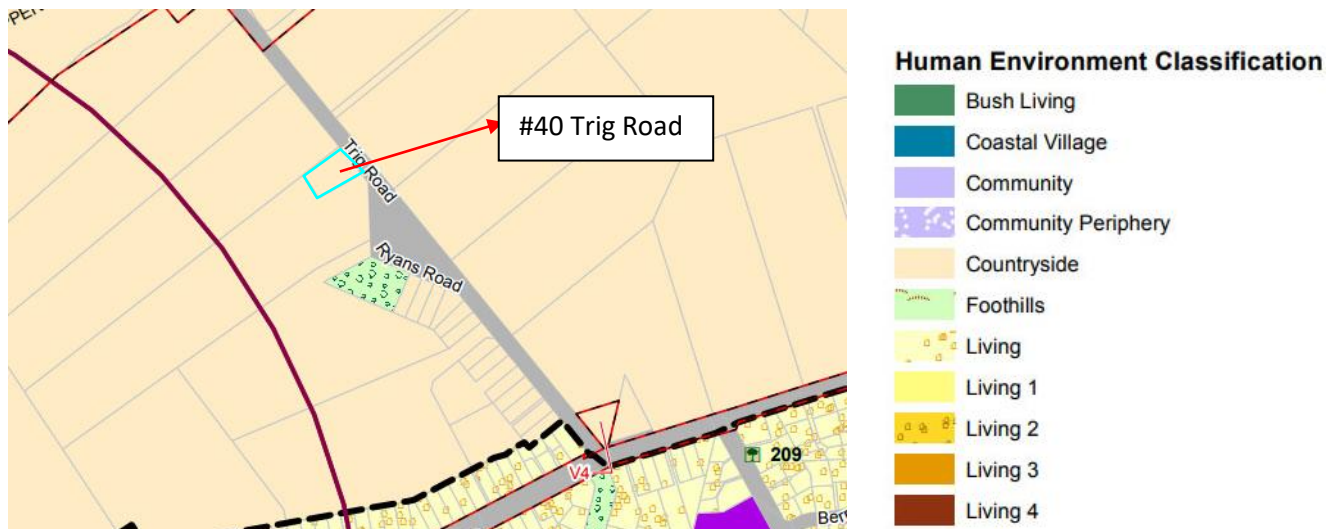 #40 Trig Road
Trig Road
Ryans Road
V4
209
Human Environment Classification
Bush Living
Coastal Village
Community
Community Periphery
Countryside
Foothills
Living
Living 1
Living 2
Living 3
Living 4